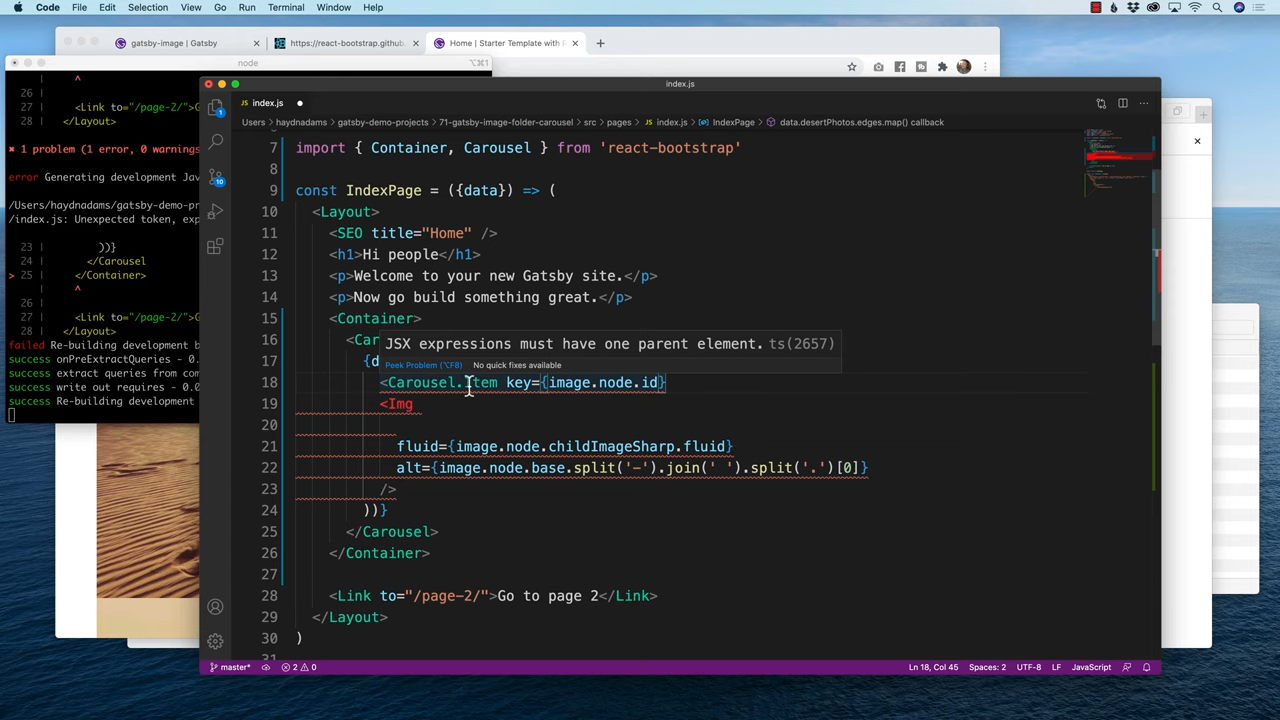 Code File Edit Selection View Go Run Terminal Window Help
gatsby-image | Gatsby
https://react-bootstrap.github.
Home | Starter Template with
node
⌥⌘1
28 |
^
26 |
27 | <Link to="/page-2/">G
28 | </Layout>
✖ 1 problem (1 error, 0 warnings
error Generating development Jav
/Users/haydnadams/gatsby-demo-pr
/index.js: Unexpected token, exp
23 | ))}
24 | </Carousel
> 25 | </Container>
^
26 |
27 | <Link to="/page-2/">G
28 | </Layout>
failed Re-building development b
success onPreExtractQueries - 0.
success extract queries from com
success write out requires - 0.0
success Re-building development
index.js
JS index.js
Users > haydnadams > gatsby-demo-projects > 71-gatsby-image-folder-carousel > src > pages > JS index.js > IndexPage > data.desertPhotos.edges.map() callback
1
10
7 import { Container, Carousel } from 'react-bootstrap'
8
9 const IndexPage = ({data}) => (
10 <Layout>
11 <SEO title="Home" />
12 <h1>Hi people</h1>
13 <p>Welcome to your new Gatsby site.</p>
14 <p>Now go build something great.</p>
15 <Container>
16 <Car
JSX expressions must have one parent element. ts(2657)
17 {d
Peek Problem (⌥F8) No quick fixes available
18 <Carousel.Item key={image.node.id}
19 <Img
20
21 fluid={image.node.childImageSharp.fluid}
22 alt={image.node.base.split('-').join(' ').split('.')[0]}
23 />
24 ))}
25 </Carousel>
26 </Container>
27
28 <Link to="/page-2/">Go to page 2</Link>
29 </Layout>
30 )
master* 2 0 Ln 18, Col 45 Spaces: 2 UTF-8 LF JavaScript